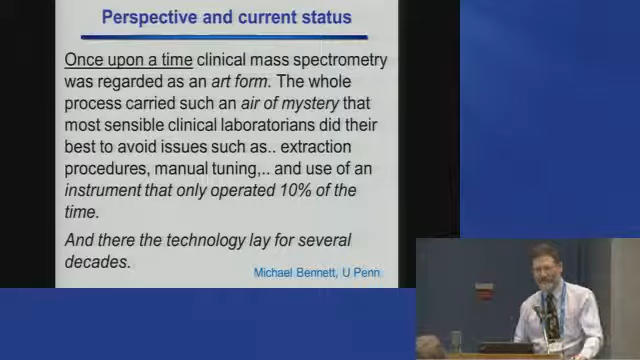 Perspective and current status
Once upon a time clinical mass spectrometry
was regarded as an art form. The whole
process carried such an air of mystery that
most sensible clinical laboratorians did their
best to avoid issues such as.. extraction
procedures, manual tuning,.. and use of an
instrument that only operated 10% of the
time.
And there the technology lay for several
decades.
Michael Bennett, U Penn